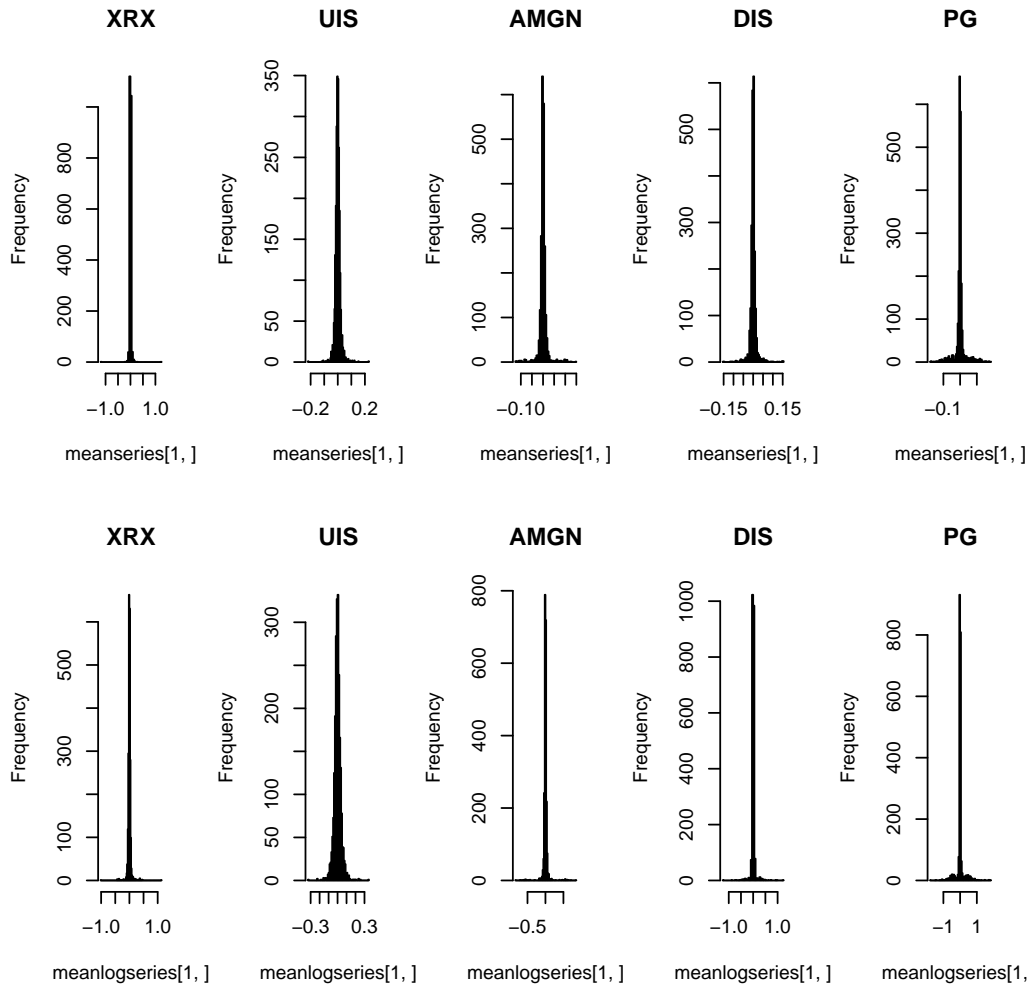 XRX UIS AMGN DIS PG
Frequency Frequency Frequency Frequency Frequency
0 200 400 600 800
0 50 150 250 350
0 100 300 500
0 100 300 500
0 100 300 500
−1.0 1.0 −0.2 0.2 −0.10 −0.15 0.15 −0.1
meanseries[1, ] meanseries[1, ] meanseries[1, ] meanseries[1, ] meanseries[1, ]
XRX UIS AMGN DIS PG
Frequency Frequency Frequency Frequency Frequency
0 100 300 500
0 50 100 200 300
0 200 400 600 800
0 200 400 600 800 1000
0 200 400 600 800
−1.0 1.0 −0.3 0.3 −0.5 −1.0 1.0 −1 1
meanlogseries[1, ] meanlogseries[1, ] meanlogseries[1, ] meanlogseries[1, ] meanlogseries[1,